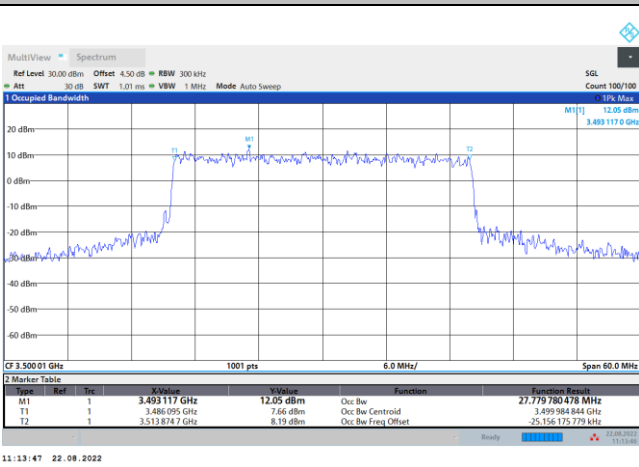 MultiView Spectrum
Ref Level 30.00 dBm Offset 4.50 dB RBW 300 kHz SGL
Att 30 dB SWT 1.01 ms VBW 1 MHz Mode Auto Sweep Count 100/100
1 Occupied Bandwidth 1Pk Max
M1[1] 12.05 dBm
3.493 117 0 GHz
20 dBm
M1
T1 T2
10 dBm
0 dBm
-10 dBm
-20 dBm
-30 dBm
-40 dBm
-50 dBm
-60 dBm
CF 3.500 01 GHz 1001 pts 6.0 MHz/ Span 60.0 MHz
2 Marker Table
Type Ref Trc X-Value Y-Value Function Function Result
M1 1 3.493 117 GHz 12.05 dBm Occ Bw 27.779 780 478 MHz
T1 1 3.486 095 GHz 7.66 dBm Occ Bw Centroid 3.499 984 844 GHz
T2 1 3.513 874 7 GHz 8.19 dBm Occ Bw Freq Offset -25.156 175 779 kHz
Ready 22.08.2022
11:13:46
11:13:47 22.08.2022